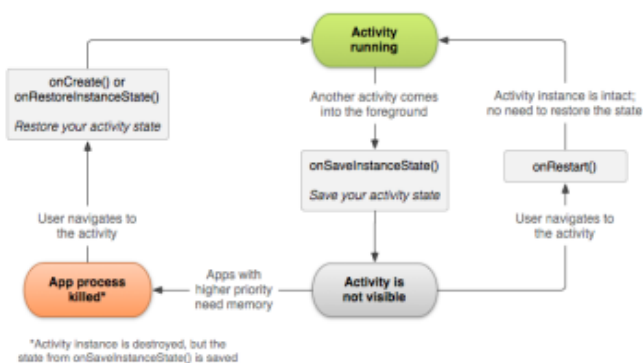 Activity
running
onCreate() or
onRestoreInstanceState()
Restore your activity state
Another activity comes
into the foreground
Activity instance is intact;
no need to restore the state
onSaveInstanceState()
Save your activity state
onRestart()
User navigates to
the activity
User navigates to
the activity
App process
killed*
Apps with
higher priority
need memory
Activity is
not visible
*Activity instance is destroyed, but the
state from onSaveInstanceState() is saved